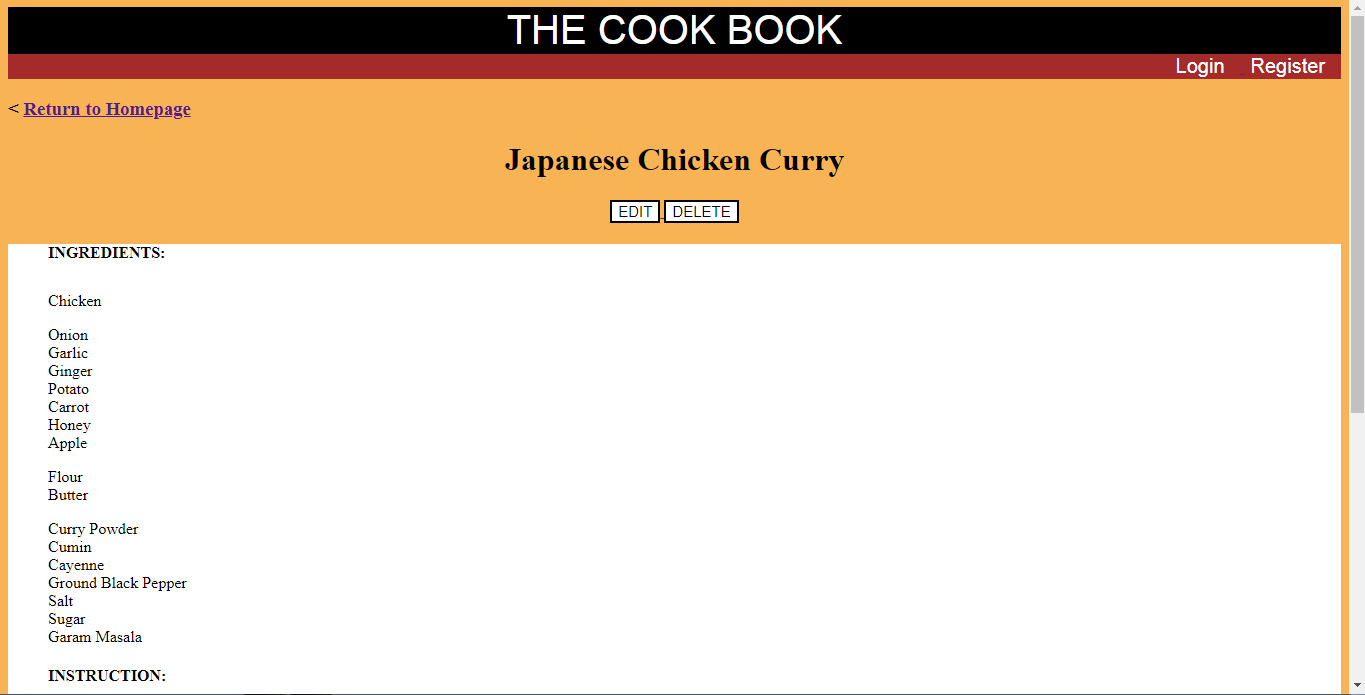 THE COOK BOOK
Login Register
< Return to Homepage
Japanese Chicken Curry
EDIT DELETE
INGREDIENTS:
Chicken
Onion
Garlic
Ginger
Potato
Carrot
Honey
Apple
Flour
Butter
Curry Powder
Cumin
Cayenne
Ground Black Pepper
Salt
Sugar
Garam Masala
INSTRUCTION: